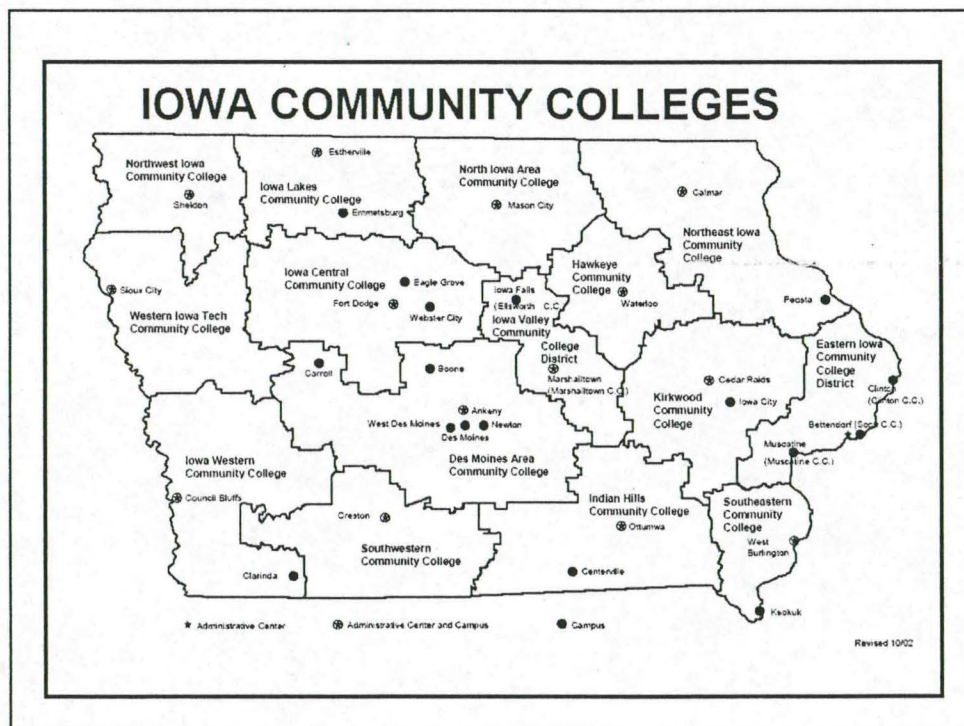 IOWA COMMUNITY COLLEGES
Northwest Iowa
Community College
Sheldon
Estherville
Iowa Lakes
Community College
Emmetsburg
North Iowa Area
Community College
Mason City
Calmar
Northeast Iowa
Community
College
Peosta
Sioux City
Western Iowa Tech
Community College
Iowa Central
Community College
Eagle Grove
Fort Dodge
Webster City
Iowa Falls
(Ellsworth C.C.)
Iowa Valley
Community
College
District
Marshalltown
(Marshalltown C.C.)
Hawkeye
Community
College
Waterloo
Carroll
Boone
Ankeny
West Des Moines
Newton
Des Moines
Des Moines Area
Community College
Cedar Raids
Iowa City
Kirkwood
Community
College
Eastern Iowa
Community
College
District
Clinton
(Clinton C.C.)
Bettendorf
Muscatine
(Muscatine C.C.)
Iowa Western
Community College
Council Bluffs
Clarinda
Creston
Southwestern
Community College
Indian Hills
Community College
Ottumwa
Centerville
Southeastern
Community
College
West
Burlington
Keokuk
Administrative Center
Administrative Center and Campus
Campus
Revised 10/02